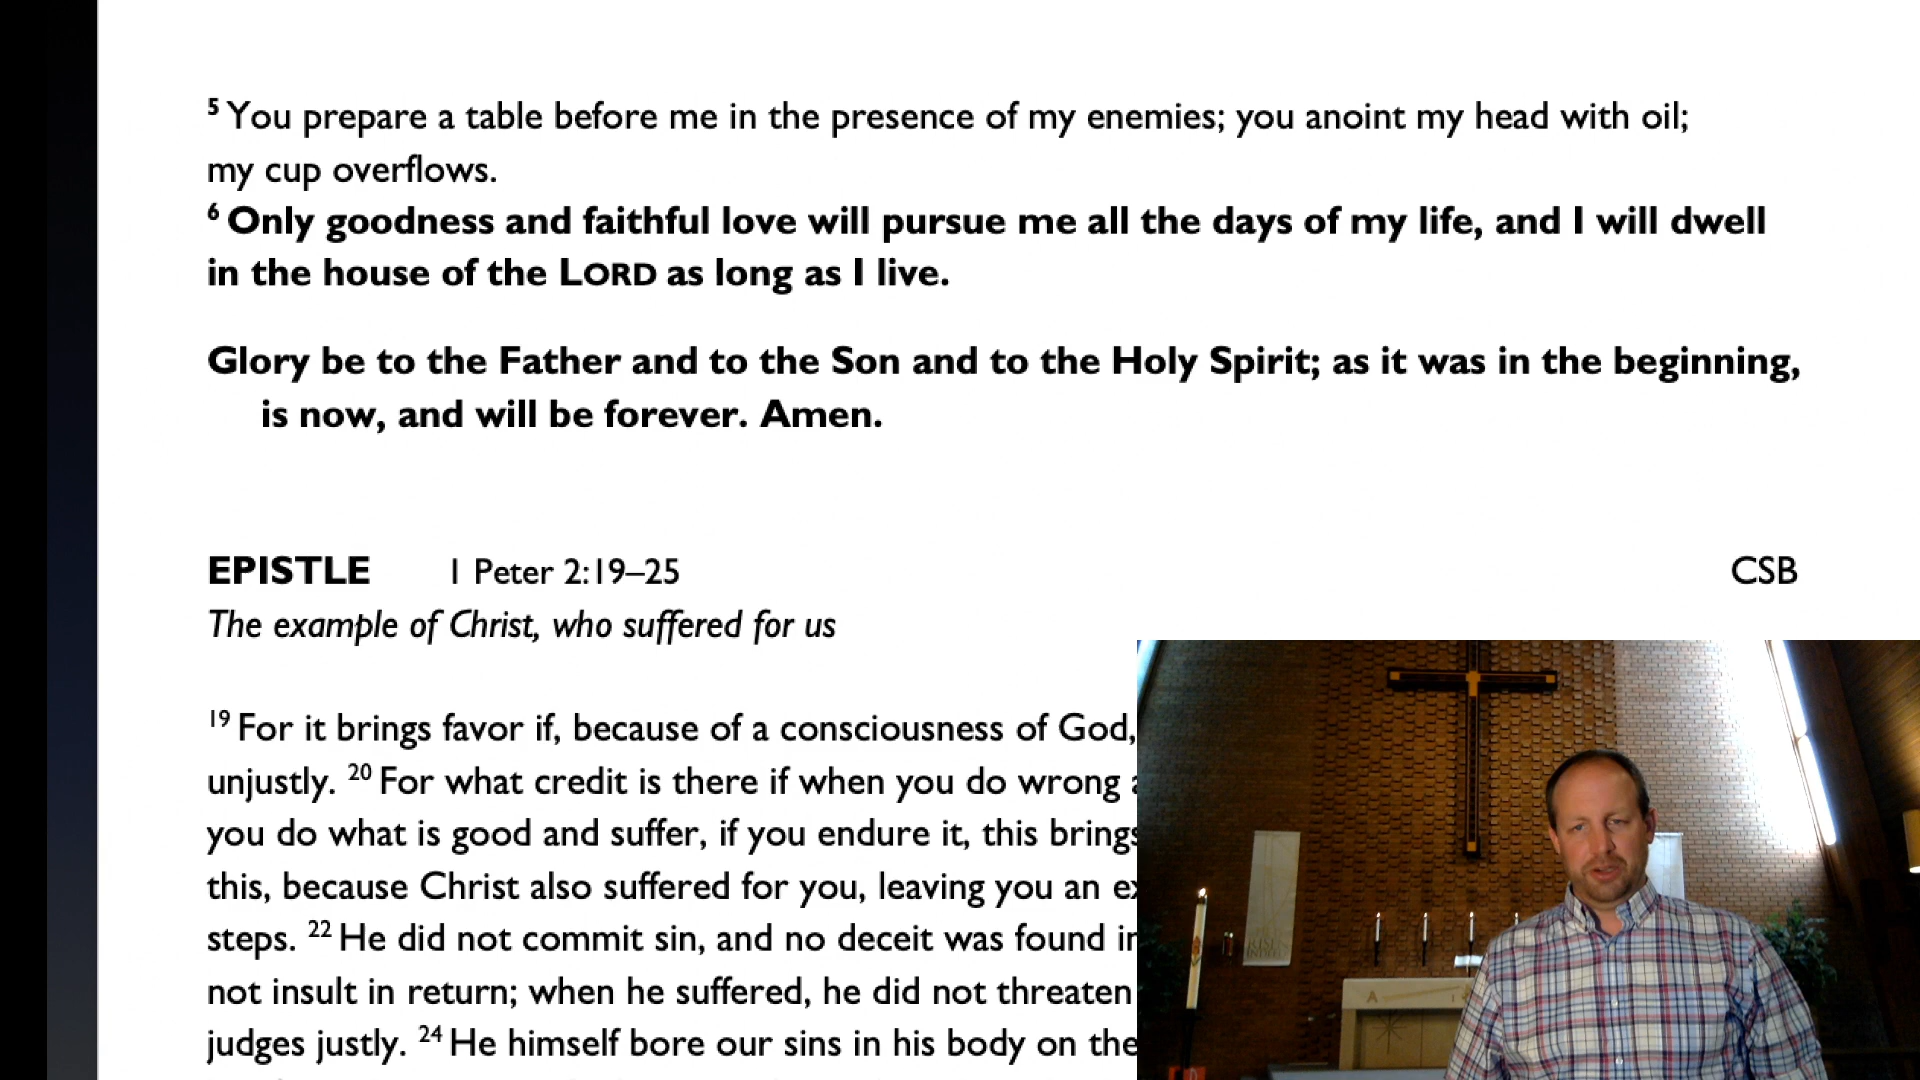 5 You prepare a table before me in the presence of my enemies; you anoint my head with oil;
my cup overflows.
6 Only goodness and faithful love will pursue me all the days of my life, and I will dwell
in the house of the LORD as long as I live.
Glory be to the Father and to the Son and to the Holy Spirit; as it was in the beginning,
is now, and will be forever. Amen.
EPISTLE 1 Peter 2:19–25 CSB
The example of Christ, who suffered for us
19 For it brings favor if, because of a consciousness of God,
unjustly. 20 For what credit is there if when you do wrong
you do what is good and suffer, if you endure it, this brings
this, because Christ also suffered for you, leaving you an
steps. 22 He did not commit sin, and no deceit was found
not insult in return; when he suffered, he did not threaten
judges justly. 24 He himself bore our sins in his body on the
RISEN
INDEED
A